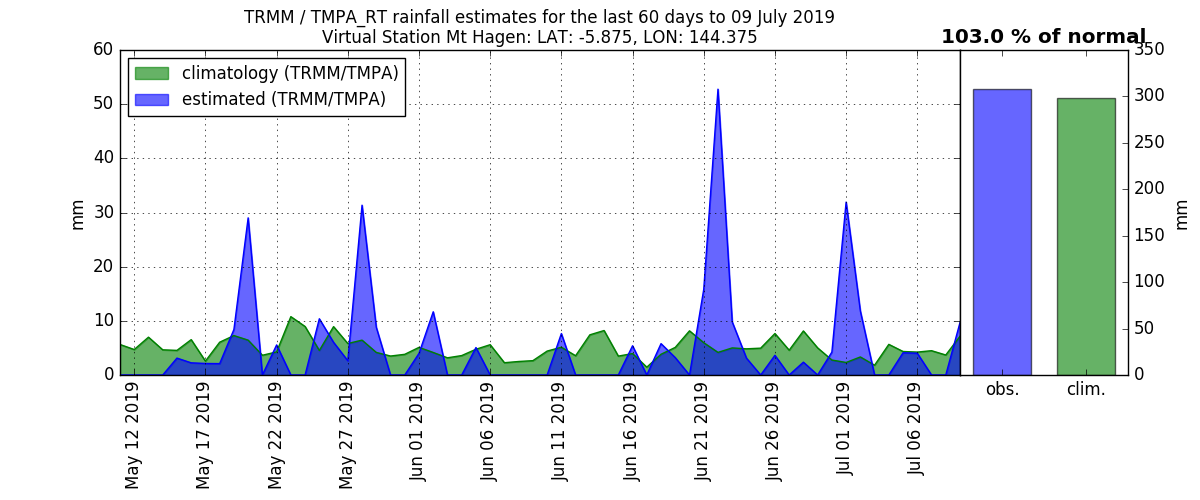 TRMM / TMPA_RT rainfall estimates for the last 60 days to 09 July 2019
Virtual Station Mt Hagen: LAT: -5.875, LON: 144.375
103.0 % of normal
climatology (TRMM/TMPA)
estimated (TRMM/TMPA)
60
50
40
30
20
10
0
mm
May 12 2019
May 17 2019
May 22 2019
May 27 2019
Jun 01 2019
Jun 06 2019
Jun 11 2019
Jun 16 2019
Jun 21 2019
Jun 26 2019
Jul 01 2019
Jul 06 2019
350
300
250
200
150
100
50
0
mm
obs.
clim.